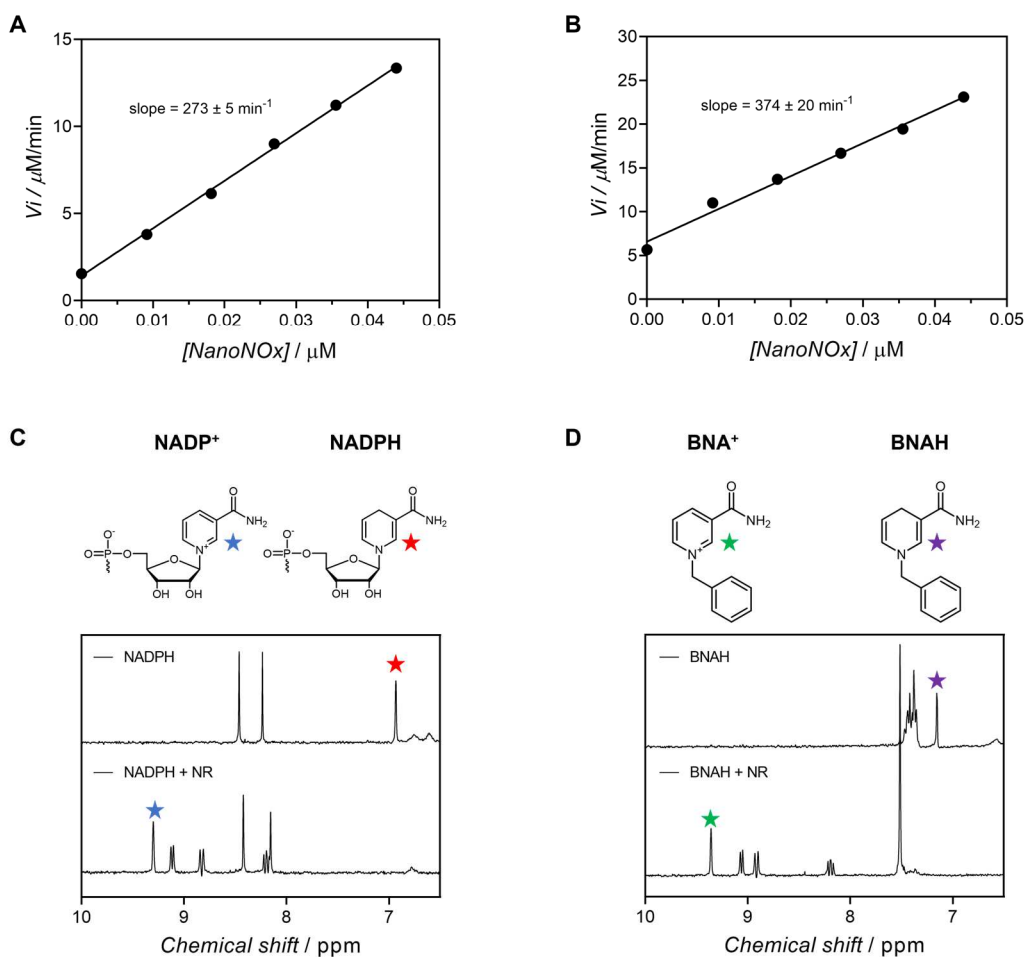 A
15
10
5
0
Vi / μM/min
slope = 273 ± 5 min⁻¹
0.00 0.01 0.02 0.03 0.04 0.05
[NanoNOx] / μM
B
30
25
20
15
10
5
0
Vi / μM/min
slope = 374 ± 20 min⁻¹
0.00 0.01 0.02 0.03 0.04 0.05
[NanoNOx] / μM
C
NADP⁺ NADPH
O
NH₂
O⁻
O=P-O
O
N⁺
OH OH
O
NH₂
O⁻
O=P-O
O
N
OH OH
NADPH
NADPH + NR
10 9 8 7
Chemical shift / ppm
D
BNA⁺ BNAH
O
NH₂
N⁺
O
NH₂
N
BNAH
BNAH + NR
10 9 8 7
Chemical shift / ppm